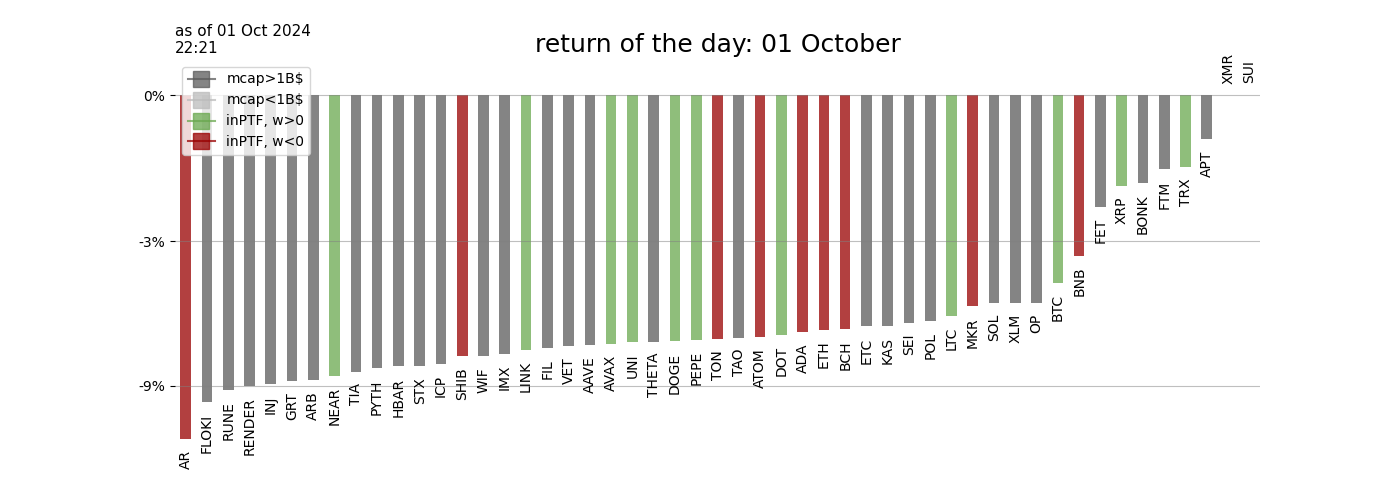 as of 01 Oct 2024
22:21
return of the day: 01 October
mcap>1B$
mcap<1B$
inPTF, w>0
inPTF, w<0
0%
-3%
-9%
AR
FLOKI
RUNE
RENDER
INJ
GRT
ARB
NEAR
TIA
PYTH
HBAR
STX
ICP
SHIB
WIF
IMX
LINK
FIL
VET
AAVE
AVAX
UNI
THETA
DOGE
PEPE
TON
TAO
ATOM
DOT
ADA
ETH
BCH
ETC
KAS
SEI
POL
LTC
MKR
SOL
XLM
OP
BTC
BNB
FET
XRP
BONK
FTM
TRX
APT
XMR
SUI